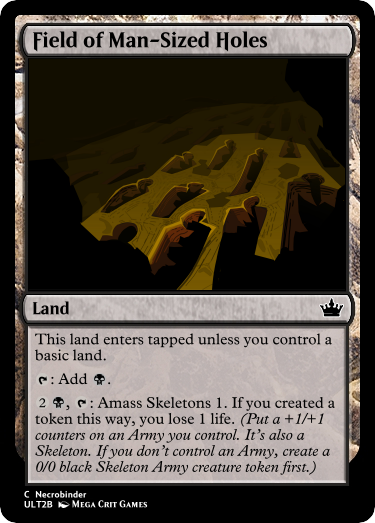 Field of Man-Sized Holes
Land
This land enters tapped unless you control a
basic land.
: Add .
2 , : Amass Skeletons 1. If you created a
token this way, you lose 1 life. (Put a +1/+1
counters on an Army you control. It's also a
Skeleton. If you don't control an Army, create a
0/0 black Skeleton Army creature token first.)
C Necrobinder
ULT2B Mega Crit Games